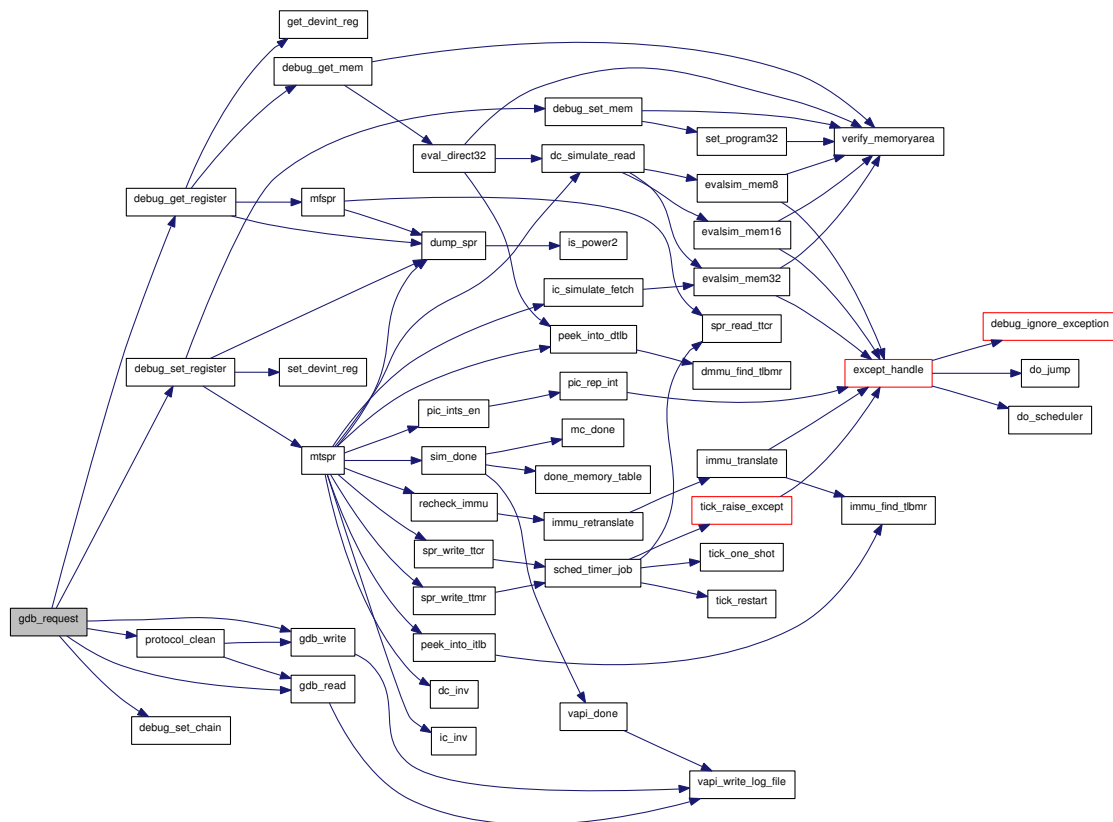 get_devint_reg
debug_get_mem
debug_set_mem
set_program32
verify_memoryarea
eval_direct32
dc_simulate_read
evalsim_mem8
debug_get_register
mfspr
evalsim_mem16
dump_spr
is_power2
evalsim_mem32
ic_simulate_fetch
spr_read_ttcr
debug_ignore_exception
peek_into_dtlb
debug_set_register
set_devint_reg
dmmu_find_tlbmr
except_handle
do_jump
pic_rep_int
pic_ints_en
do_scheduler
mc_done
mtspr
sim_done
immu_translate
done_memory_table
recheck_immu
tick_raise_except
immu_find_tlbmr
immu_retranslate
spr_write_ttcr
tick_one_shot
sched_timer_job
spr_write_ttmr
tick_restart
gdb_request
protocol_clean
gdb_write
peek_into_itlb
gdb_read
dc_inv
vapi_done
debug_set_chain
ic_inv
vapi_write_log_file